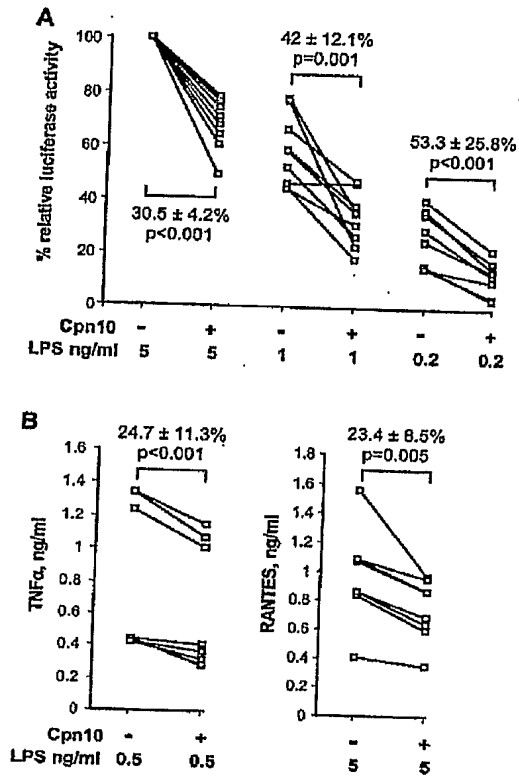 A
% relative luciferase activity
100
80
60
40
20
0
30.5 ± 4.2%
p<0.001
42 ± 12.1%
p=0.001
53.3 ± 25.8%
p<0.001
Cpn10 - + - + - +
LPS ng/ml 5 5 1 1 0.2 0.2
B
TNFα, ng/ml
1.6
1.4
1.2
1
0.8
0.6
0.4
0.2
0
24.7 ± 11.3%
p<0.001
Cpn10 - +
LPS ng/ml 0.5 0.5
RANTES, ng/ml
1.8
1.6
1.4
1.2
1
0.8
0.6
0.4
0.2
0
23.4 ± 8.5%
p=0.005
- +
5 5